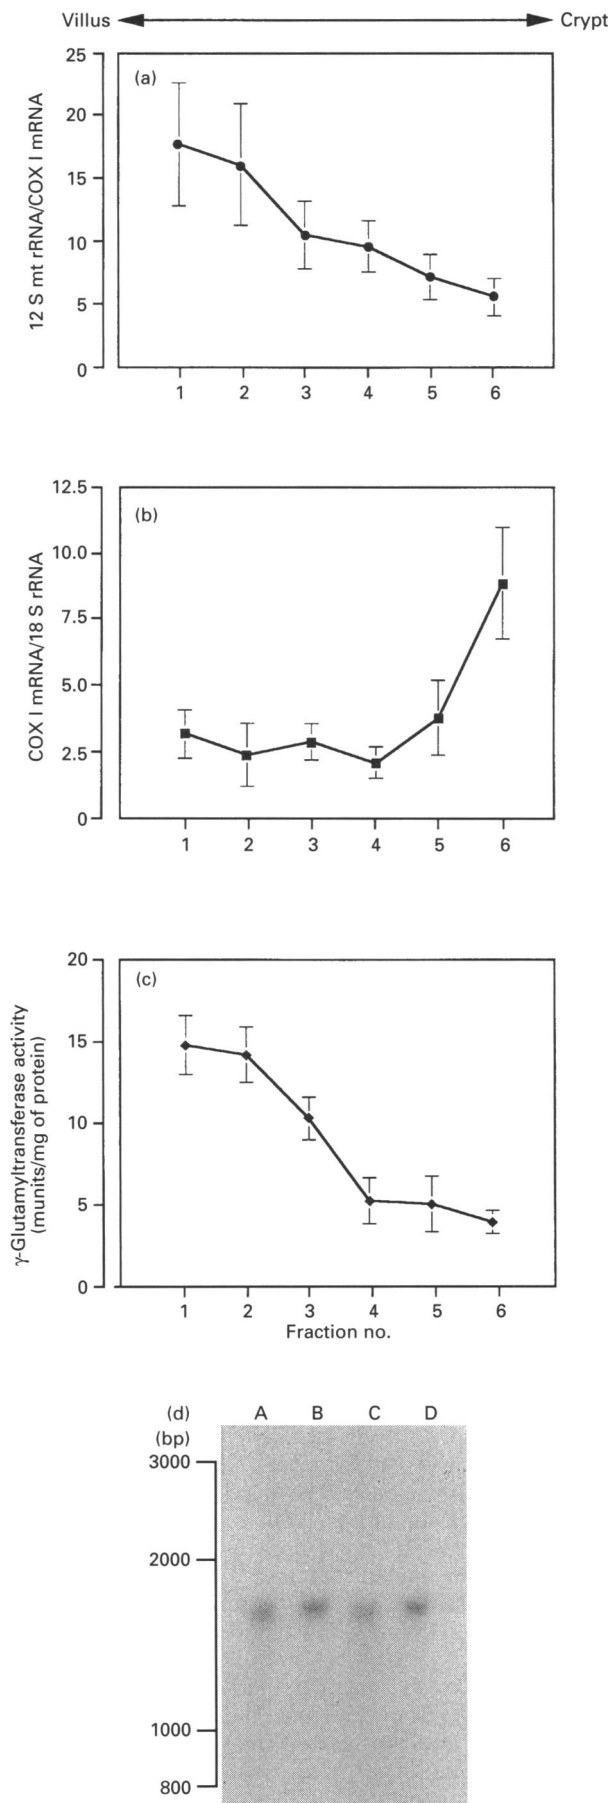 Villus Crypt
(a)
12 S mt rRNA/COX I mRNA
25
20
15
10
5
0
1 2 3 4 5 6
(b)
COX I mRNA/18 S rRNA
12.5
10.0
7.5
5.0
2.5
0
1 2 3 4 5 6
(c)
γ-Glutamyltransferase activity
(munits/mg of protein)
20
15
10
5
0
1 2 3 4 5 6
Fraction no.
(d) A B C D
(bp)
3000
2000
1000
800